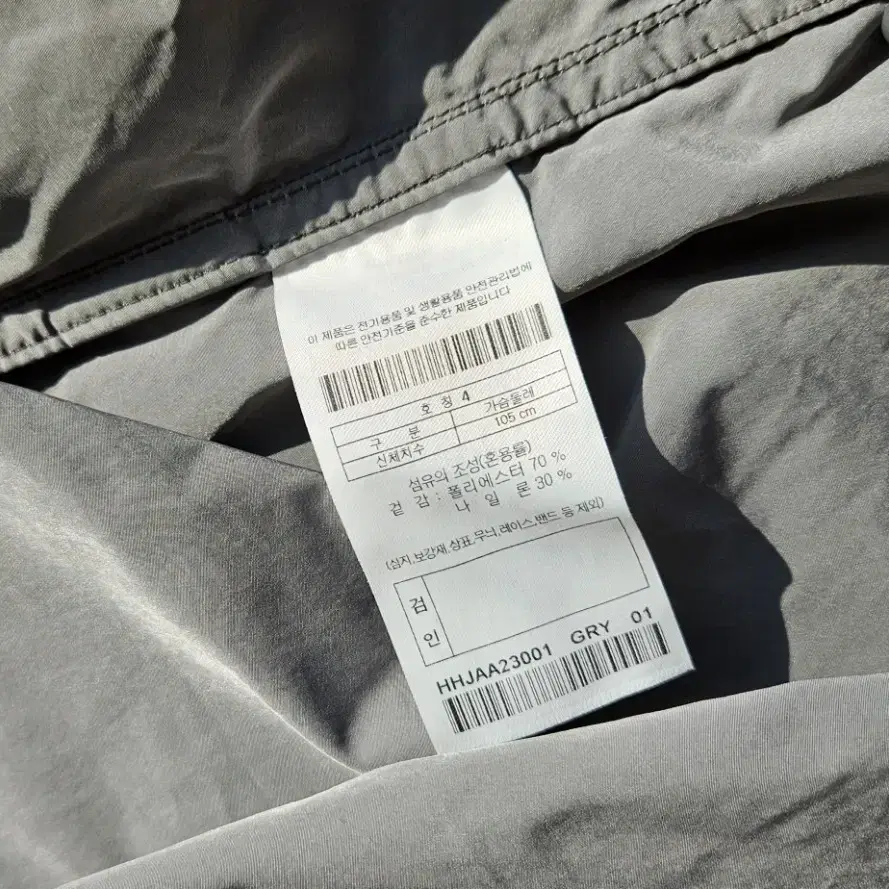 이 제품은 전기용품 및 생활용품 안전관리법에
따른 안전기준을 준수한 제품입니다
호 칭 4
구 분 가슴둘레
신체치수 105 cm
섬유의 조성(혼용률)
겉 감 : 폴리에스터 70 %
나 일 론 30 %
(심지,보강재,상표,무늬,레이스,밴드 등 제외)
검
인
HHJAA23001 GRY 01